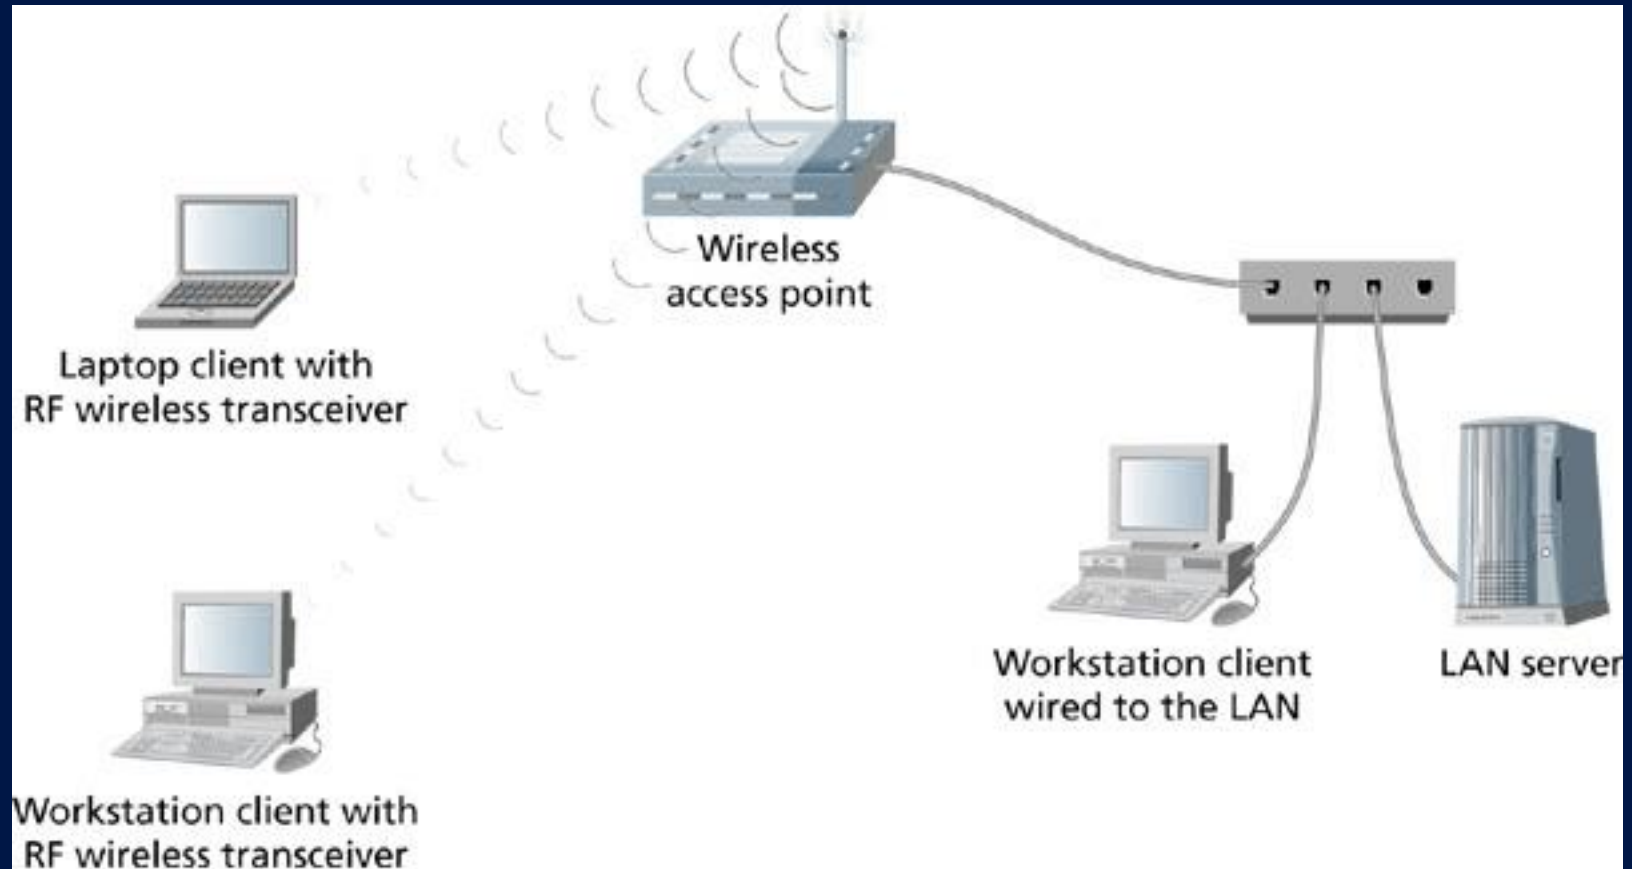 Wireless
access point
Laptop client with
RF wireless transceiver
Workstation client
wired to the LAN
LAN server
Workstation client with
RF wireless transceiver